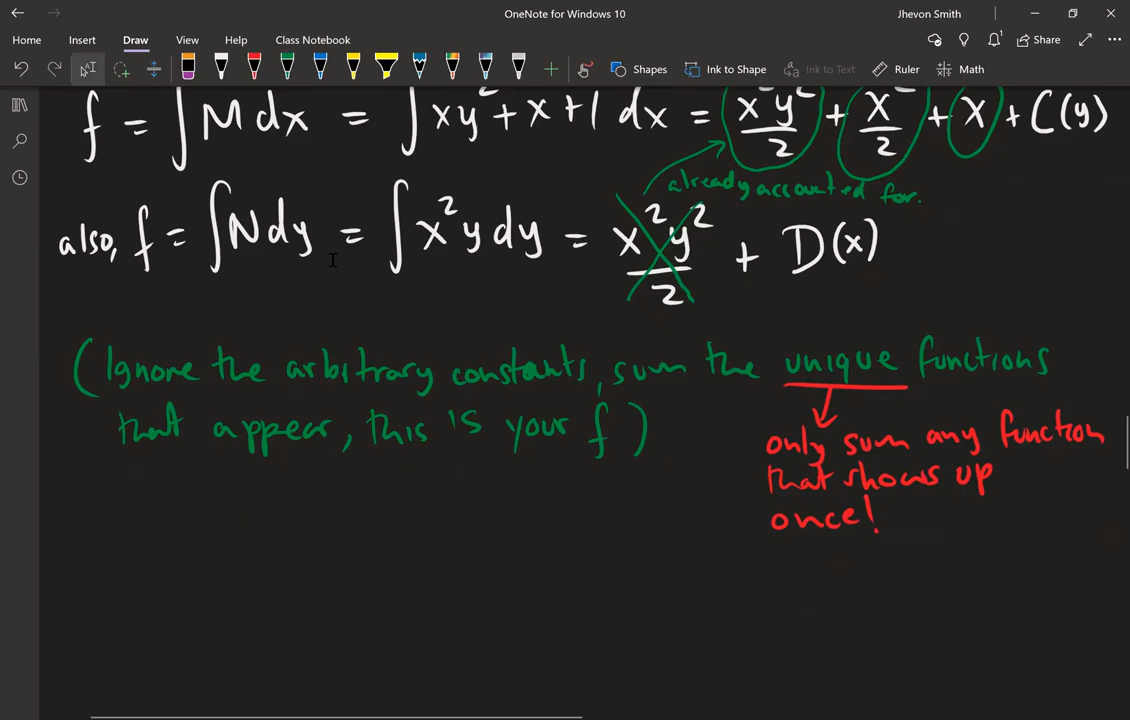 OneNote for Windows 10
Jhevon Smith
Home Insert Draw View Help Class Notebook
Share
Shapes Ink to Shape Ink to Text Ruler Math
f = ∫ M dx = ∫ xy² + x + 1 dx = x²y²/2 + x²/2 + x + C(y)
already accounted for.
also, f = ∫ N dy = ∫ x² y dy = x²y²/2 + D(x)
(Ignore the arbitrary constants, sum the unique functions
that appear, this is your f)
only sum any function
that shows up
once!